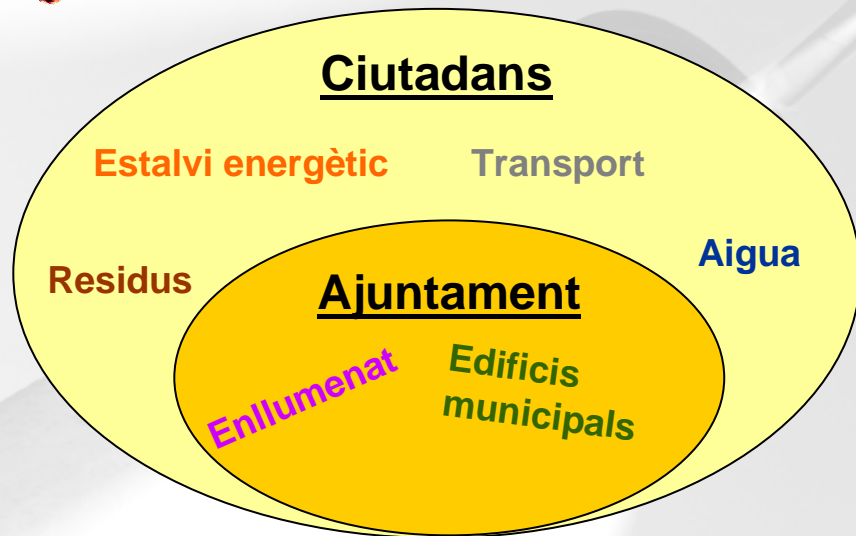 Ciutadans
Estalvi energètic
Transport
Aigua
Residus
Ajuntament
Enllumenat
Edificis
municipals